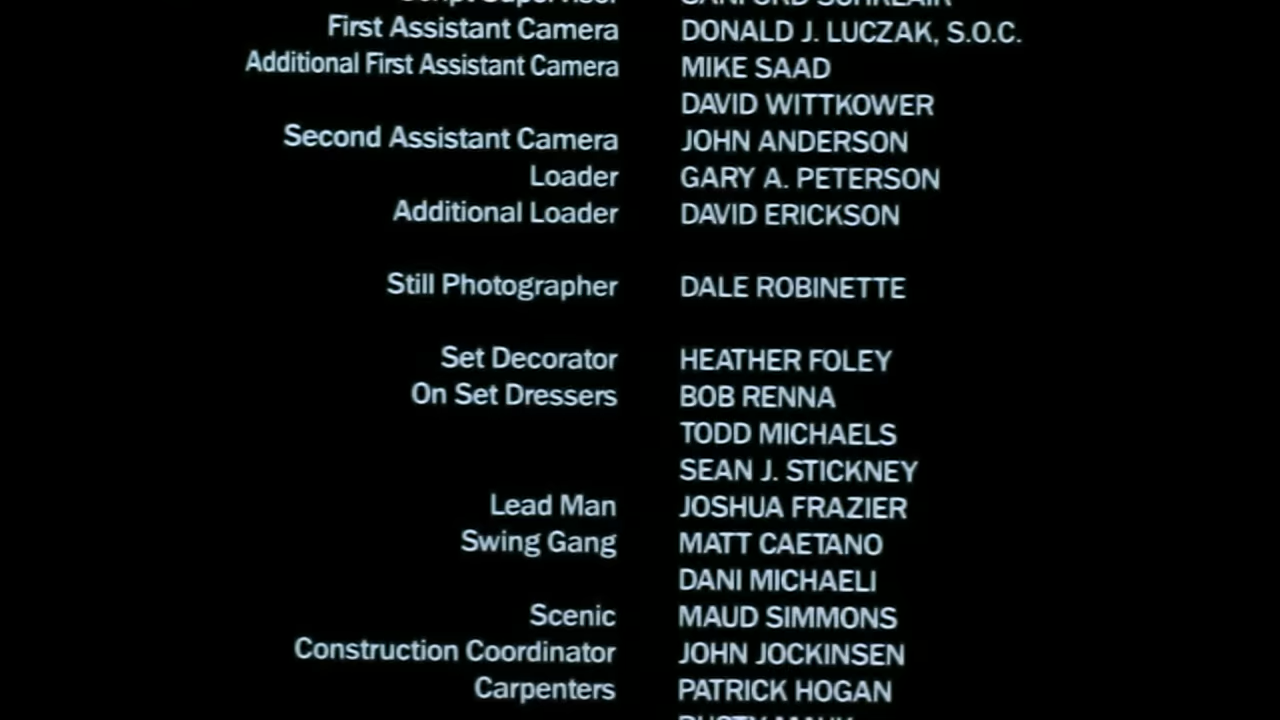 First Assistant Camera DONALD J. LUCZAK, S.O.C.
Additional First Assistant Camera MIKE SAAD
DAVID WITTKOWER
Second Assistant Camera JOHN ANDERSON
Loader GARY A. PETERSON
Additional Loader DAVID ERICKSON
Still Photographer DALE ROBINETTE
Set Decorator HEATHER FOLEY
On Set Dressers BOB RENNA
TODD MICHAELS
SEAN J. STICKNEY
Lead Man JOSHUA FRAZIER
Swing Gang MATT CAETANO
DANI MICHAELI
Scenic MAUD SIMMONS
Construction Coordinator JOHN JOCKINSEN
Carpenters PATRICK HOGAN